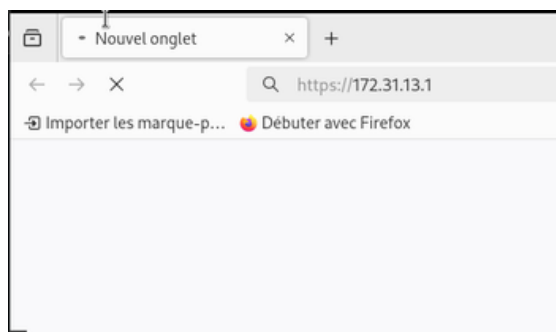 Nouvel onglet
https://172.31.13.1
Importer les marque-p... Débuter avec Firefox